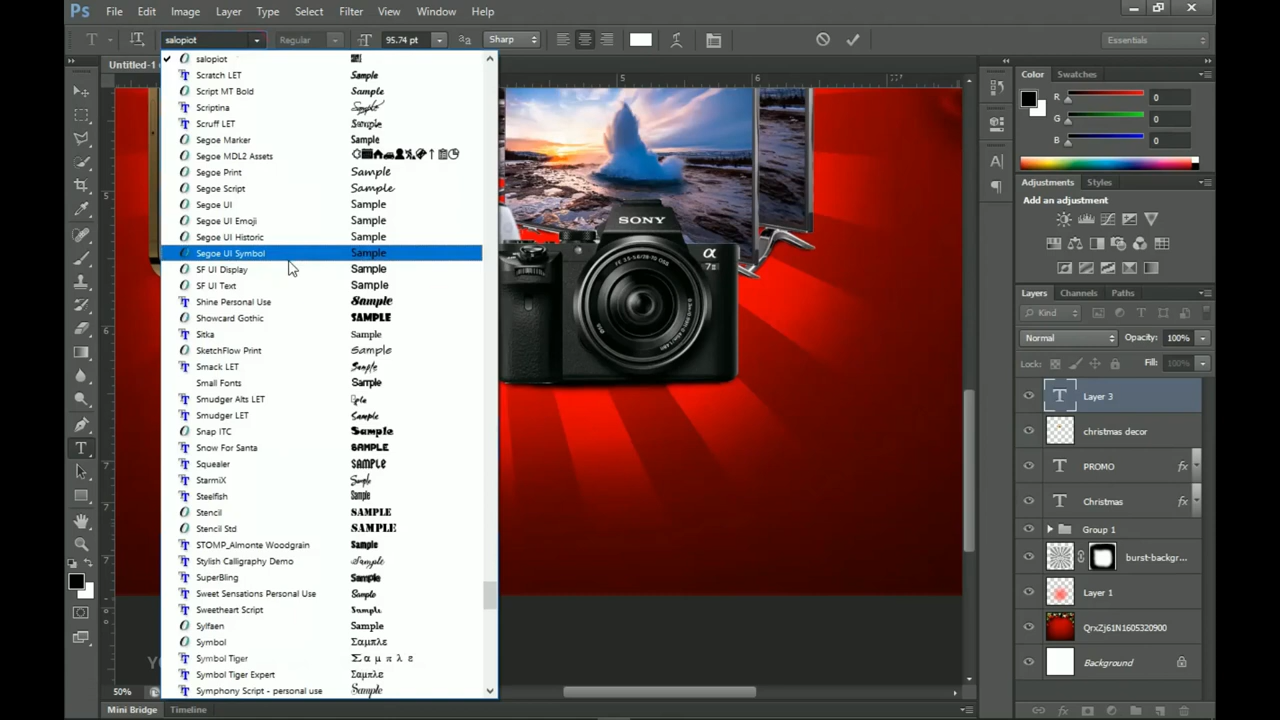 Ps File Edit Image Layer Type Select Filter View Window Help
salopiot Regular 95.74 pt Sharp Essentials
Untitled-1
5 6
salopiot
Scratch LET Sample
Script MT Bold Sample
Scriptina Sample
Scruff LET Sample
Segoe Marker Sample
Segoe MDL2 Assets
Segoe Print Sample
Segoe Script Sample
Segoe UI Sample
Segoe UI Emoji Sample
Segoe UI Historic Sample
Segoe UI Symbol Sample
SF UI Display Sample
SF UI Text Sample
Shine Personal Use Sample
Showcard Gothic SAMPLE
Sitka Sample
SketchFlow Print Sample
Smack LET Sample
Small Fonts Sample
Smudger Alts LET
Smudger LET Sample
Snap ITC Sample
Snow For Santa SAMPLE
Squealer SAMPLE
StarmiX Sample
Steelfish Sample
Stencil SAMPLE
Stencil Std SAMPLE
STOMP_Almonte Woodgrain Sample
Stylish Calligraphy Demo Sample
SuperBling Sample
Sweet Sensations Personal Use Sample
Sweetheart Script Sample
Sylfaen Sample
Symbol Σαμπλε
Symbol Tiger Σαμπλε
Symbol Tiger Expert Σαμπλε
Symphony Script - personal use Sample
SONY
α
7II
Color Swatches
R 0
G 0
B 0
Adjustments Styles
Add an adjustment
Layers Channels Paths
Kind
Normal Opacity: 100%
Lock: Fill: 100%
T Layer 3
christmas decor
T PROMO fx
T Christmas fx
Group 1
burst-backgr...
Layer 1
QrxZj61N1605320900
Background
50%
Mini Bridge Timeline